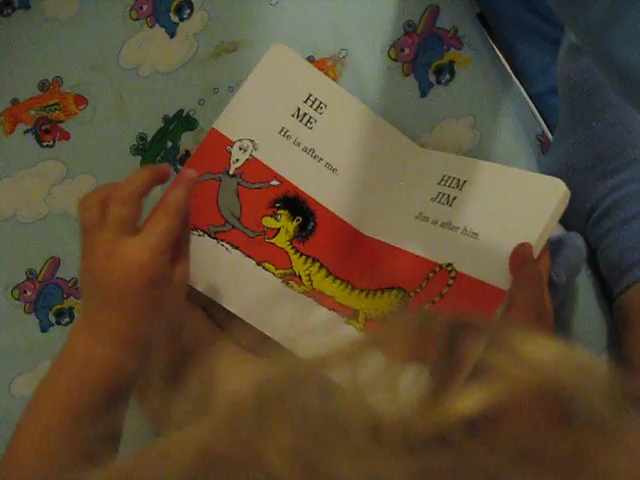 HE
ME
He is after me.
HIM
JIM
Jim is after him.